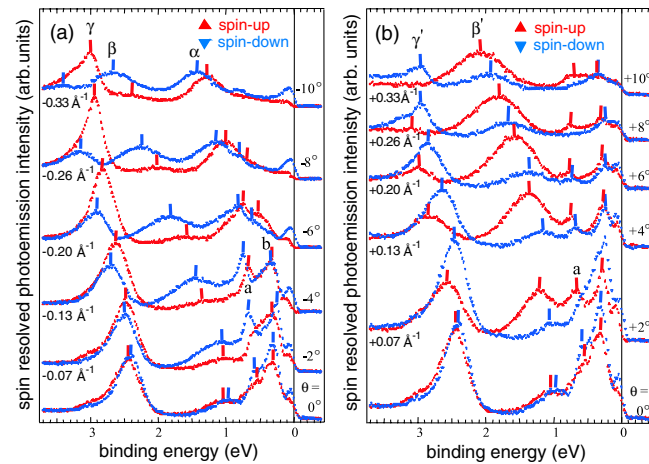 (a)
γ
β
α
spin-up
spin-down
-10°
-0.33 Å⁻¹
-8°
-0.26 Å⁻¹
-6°
-0.20 Å⁻¹
b
-4°
a
-0.13 Å⁻¹
-2°
-0.07 Å⁻¹
θ =
0°
3
2
1
0
binding energy (eV)
spin resolved photoemission intensity (arb. units)
(b)
γ'
β'
spin-up
spin-down
+10°
+0.33 Å⁻¹
+8°
+0.26 Å⁻¹
+6°
+0.20 Å⁻¹
+4°
+0.13 Å⁻¹
a
+2°
+0.07 Å⁻¹
θ =
0°
3
2
1
0
binding energy (eV)
spin resolved photoemission intenisty (arb. units)